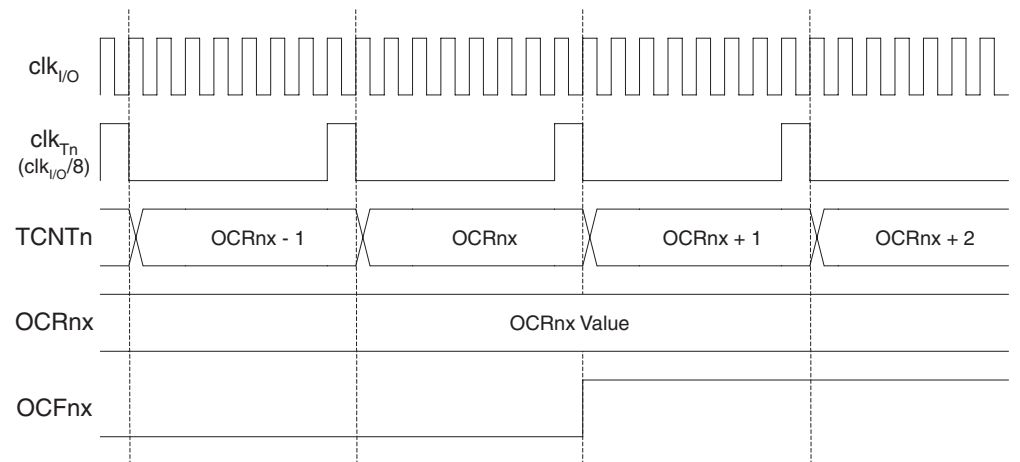 clkI/O
clkTn
(clkI/O/8)
TCNTn
OCRnx - 1
OCRnx
OCRnx + 1
OCRnx + 2
OCRnx
OCRnx Value
OCFnx